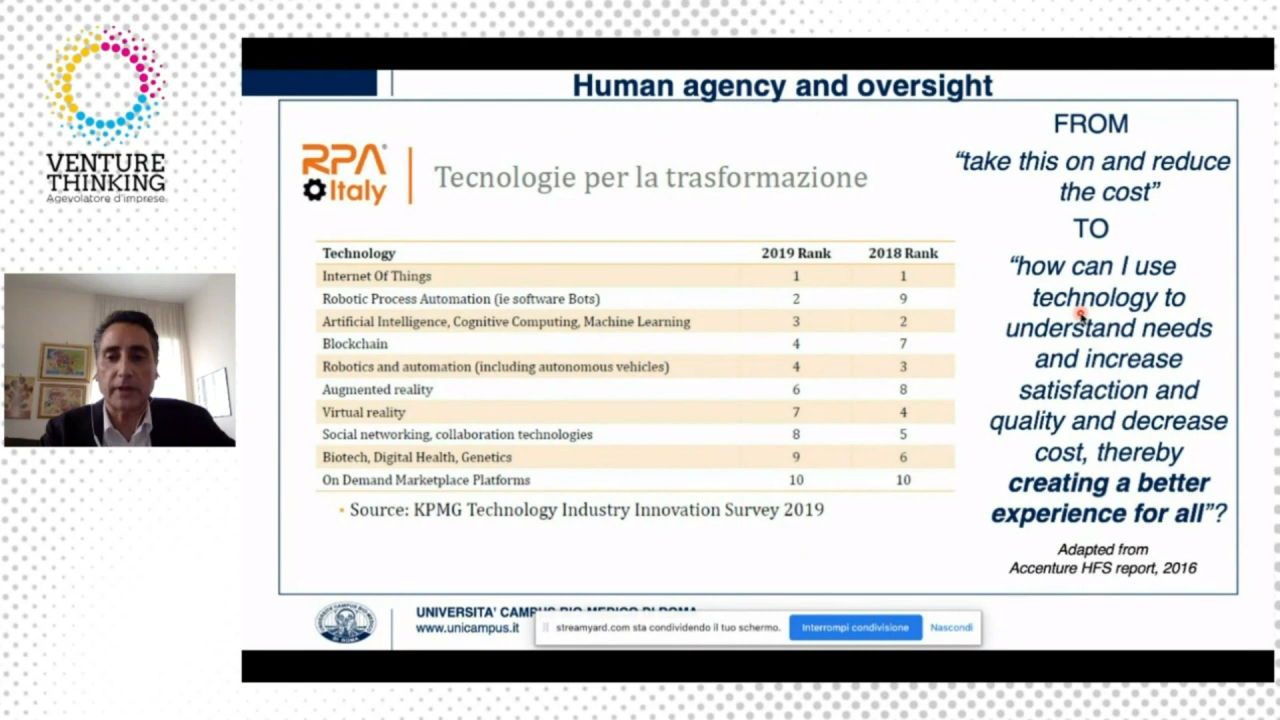 VENTURE
THINKING
Agevolatore d'imprese
Human agency and oversight
RPA
Italy
Tecnologie per la trasformazione
Technology 2019 Rank 2018 Rank
Internet Of Things 1 1
Robotic Process Automation (ie software Bots) 2 9
Artificial Intelligence, Cognitive Computing, Machine Learning 3 2
Blockchain 4 7
Robotics and automation (including autonomous vehicles) 4 3
Augmented reality 6 8
Virtual reality 7 4
Social networking, collaboration technologies 8 5
Biotech, Digital Health, Genetics 9 6
On Demand Marketplace Platforms 10 10
• Source: KPMG Technology Industry Innovation Survey 2019
FROM
“take this on and reduce
the cost”
TO
“how can I use
technology to
understand needs
and increase
satisfaction and
quality and decrease
cost, thereby
creating a better
experience for all”?
Adapted from
Accenture HFS report, 2016
UNIVERSITA' CAMPUS BIO-MEDICO DI ROMA
www.unicampus.it
streamyard.com sta condividendo il tuo schermo.
Interrompi condivisione
Nascondi